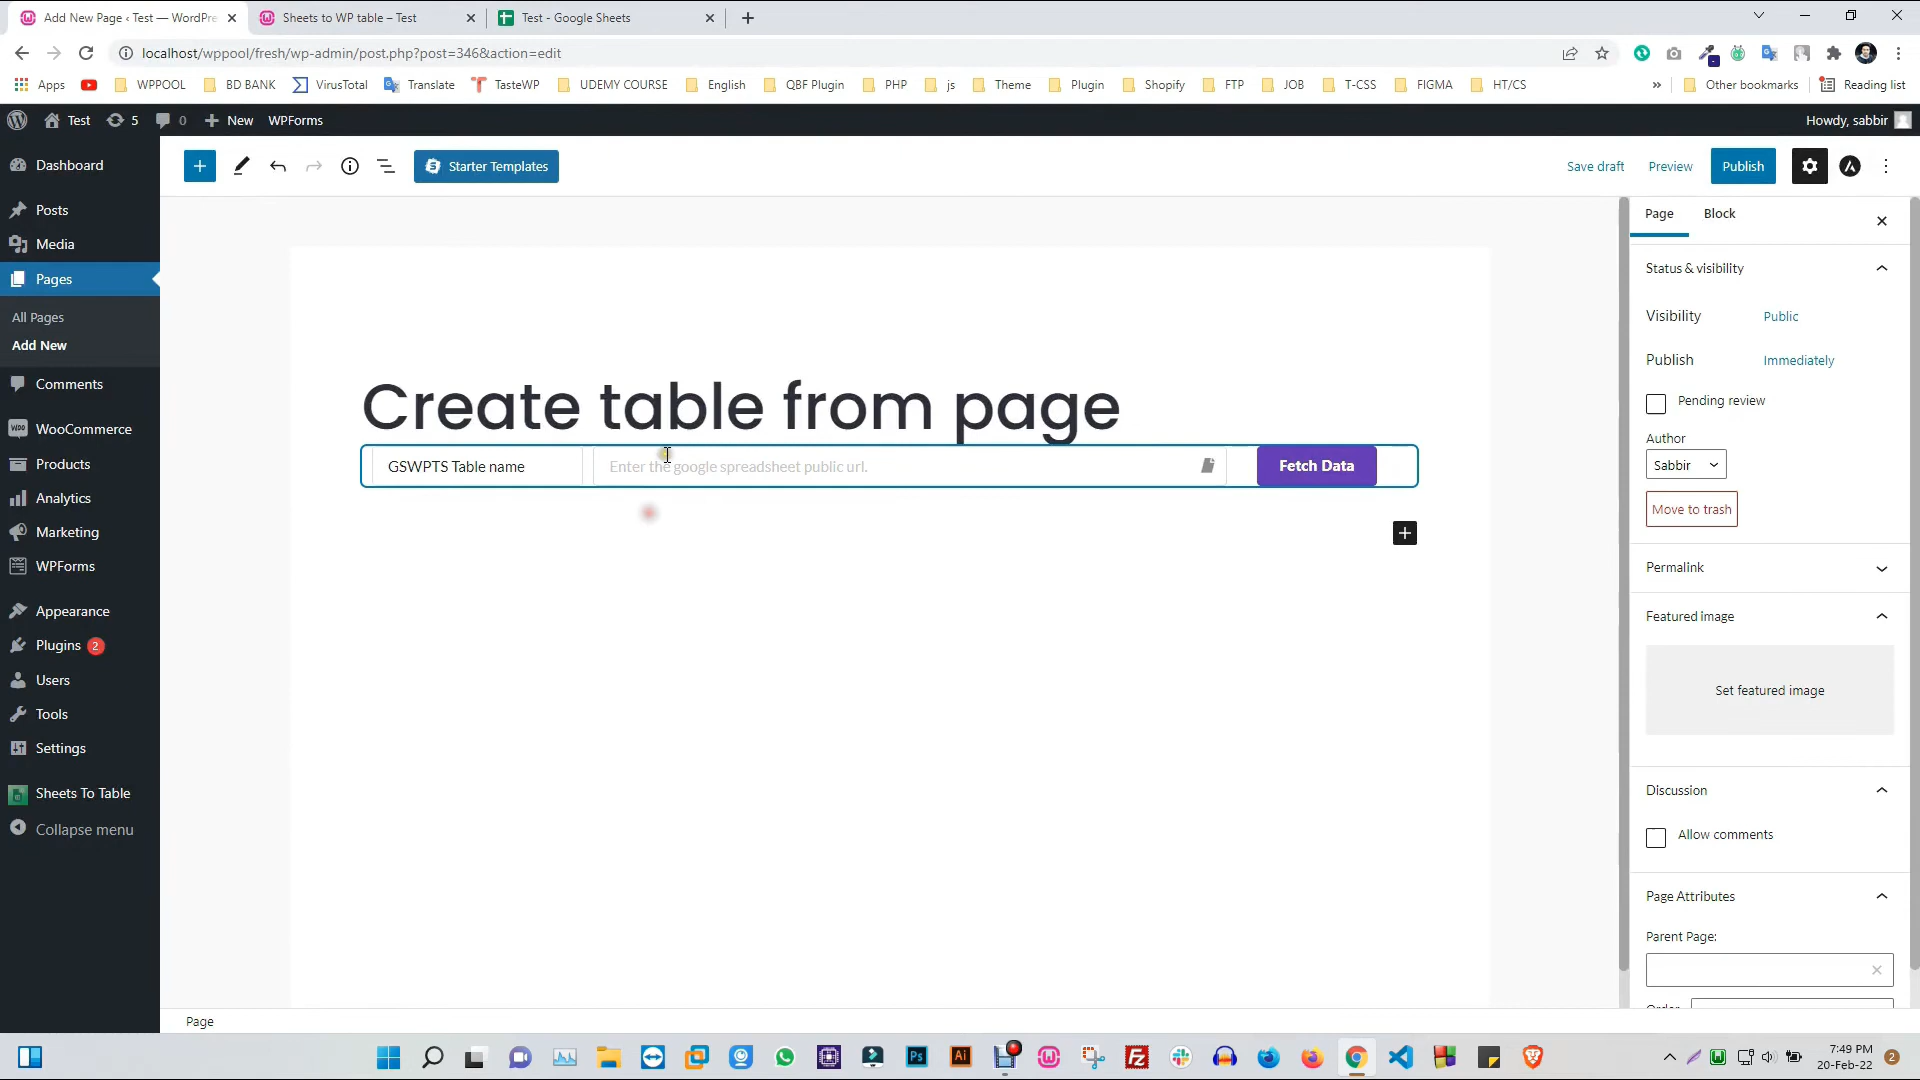 Add New Page ‹ Test — WordPre
Sheets to WP table – Test
Test - Google Sheets
localhost/wppool/fresh/wp-admin/post.php?post=346&action=edit
Apps
WPPOOL
BD BANK
VirusTotal
Translate
TasteWP
UDEMY COURSE
English
QBF Plugin
PHP
js
Theme
Plugin
Shopify
FTP
JOB
T-CSS
FIGMA
HT/CS
»
Other bookmarks
Reading list
Test
5
0
New
WPForms
Howdy, sabbir
Dashboard
Posts
Media
Pages
All Pages
Add New
Comments
WooCommerce
Products
Analytics
Marketing
WPForms
Appearance
Plugins 2
Users
Tools
Settings
Sheets To Table
Collapse menu
Starter Templates
Save draft
Preview
Publish
Create table from page
GSWPTS Table name
Enter the google spreadsheet public url.
Fetch Data
Page
Block
Status & visibility
Visibility
Public
Publish
Immediately
Pending review
Author
Sabbir
Move to trash
Permalink
Featured image
Set featured image
Discussion
Allow comments
Page Attributes
Parent Page:
Page
Ps
Ai
Fz
7:49 PM
20-Feb-22
2